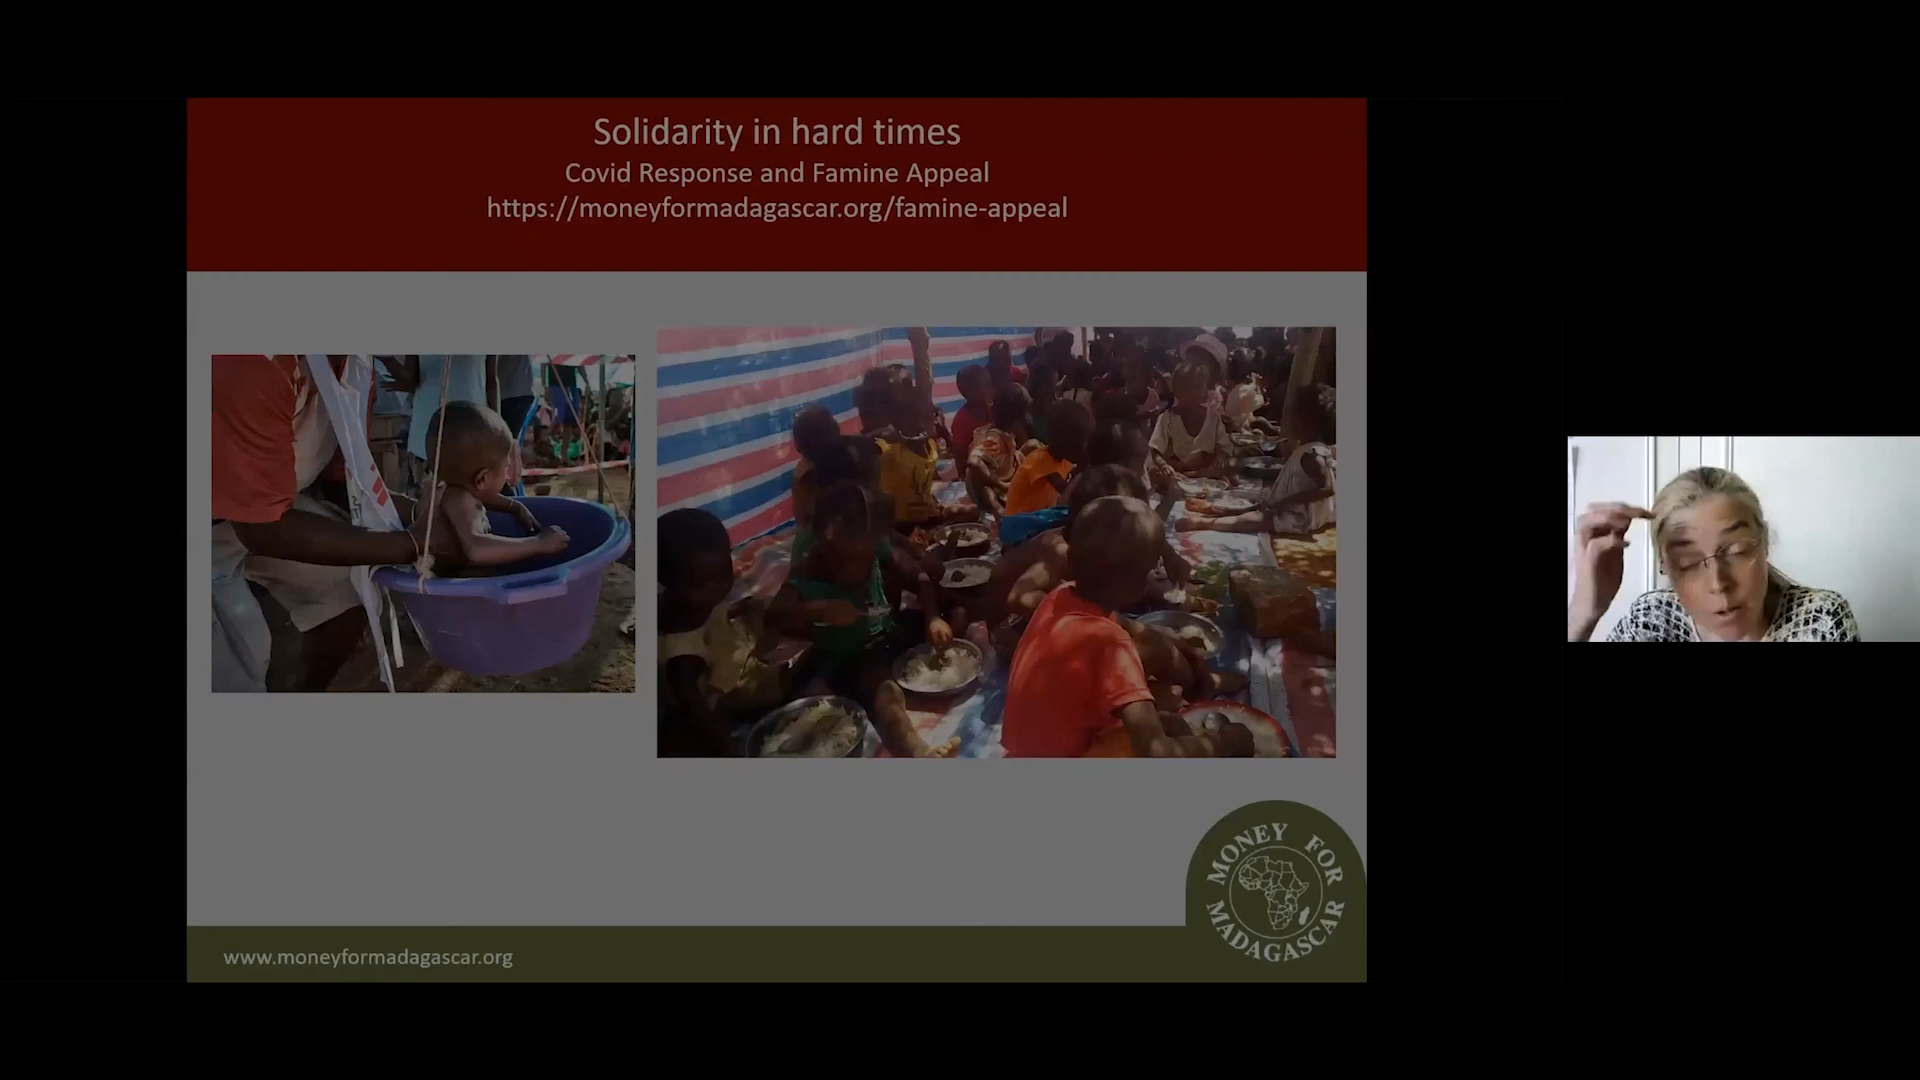 Solidarity in hard times
Covid Response and Famine Appeal
https://moneyformadagascar.org/famine-appeal
MONEY FOR
MADAGASCAR
www.moneyformadagascar.org